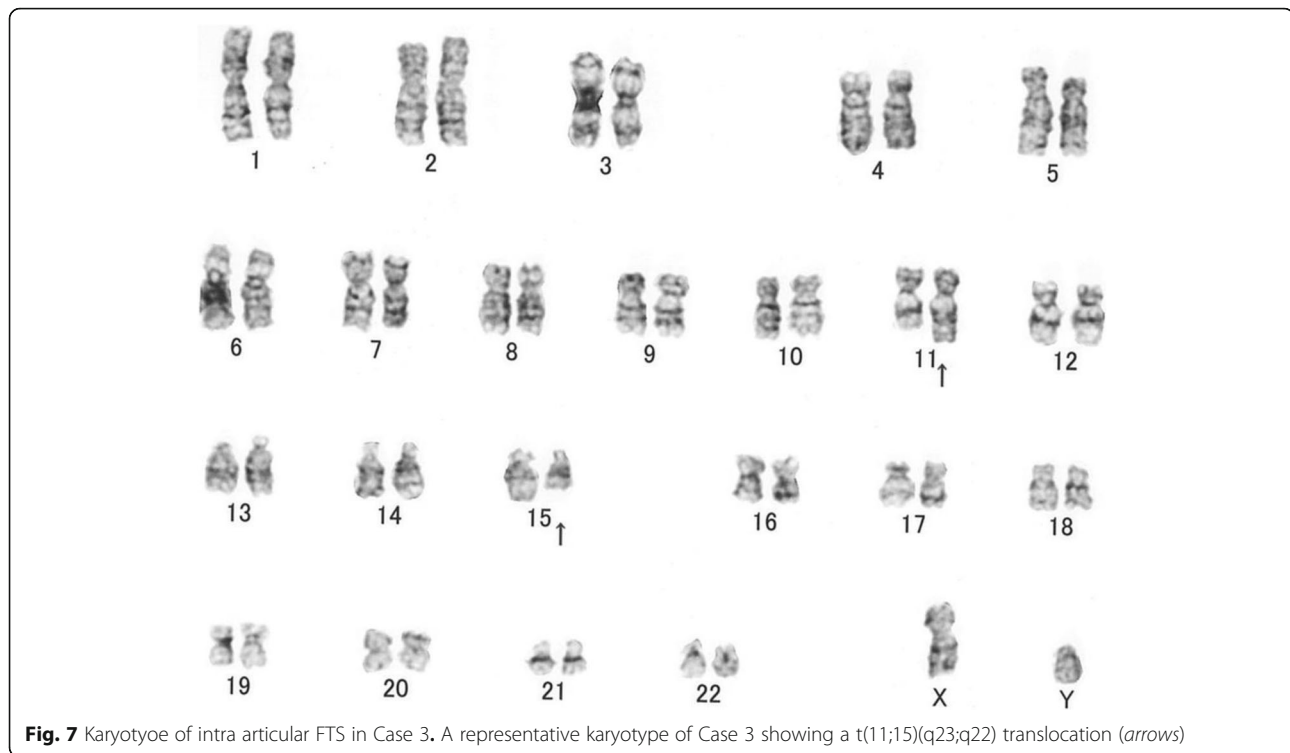 1 2 3 4 5
6 7 8 9 10 11 12
↑
13 14 15 16 17 18
↑
19 20 21 22 X Y
Fig. 7 Karyotyoe of intra articular FTS in Case 3. A representative karyotype of Case 3 showing a t(11;15)(q23;q22) translocation (arrows)